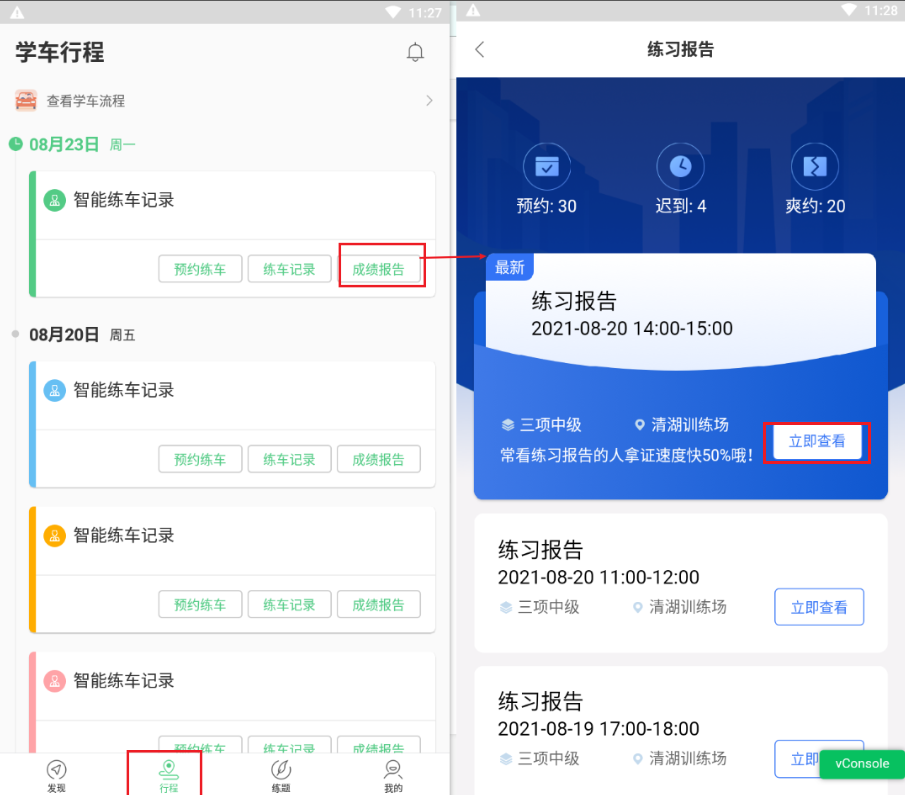 11:27
学车行程
查看学车流程
08月23日 周一
智能练车记录
预约练车 练车记录 成绩报告
08月20日 周五
智能练车记录
预约练车 练车记录 成绩报告
智能练车记录
预约练车 练车记录 成绩报告
智能练车记录
预约练车 练车记录 成绩报告
发现 行程 练题 我的
11:28
练习报告
预约: 30 迟到: 4 爽约: 20
最新
练习报告
2021-08-20 14:00-15:00
三项中级 清湖训练场
常看练习报告的人拿证速度快50%哦!
立即查看
练习报告
2021-08-20 11:00-12:00
三项中级 清湖训练场
立即查看
练习报告
2021-08-19 17:00-18:00
三项中级 清湖训练场
立即
vConsole